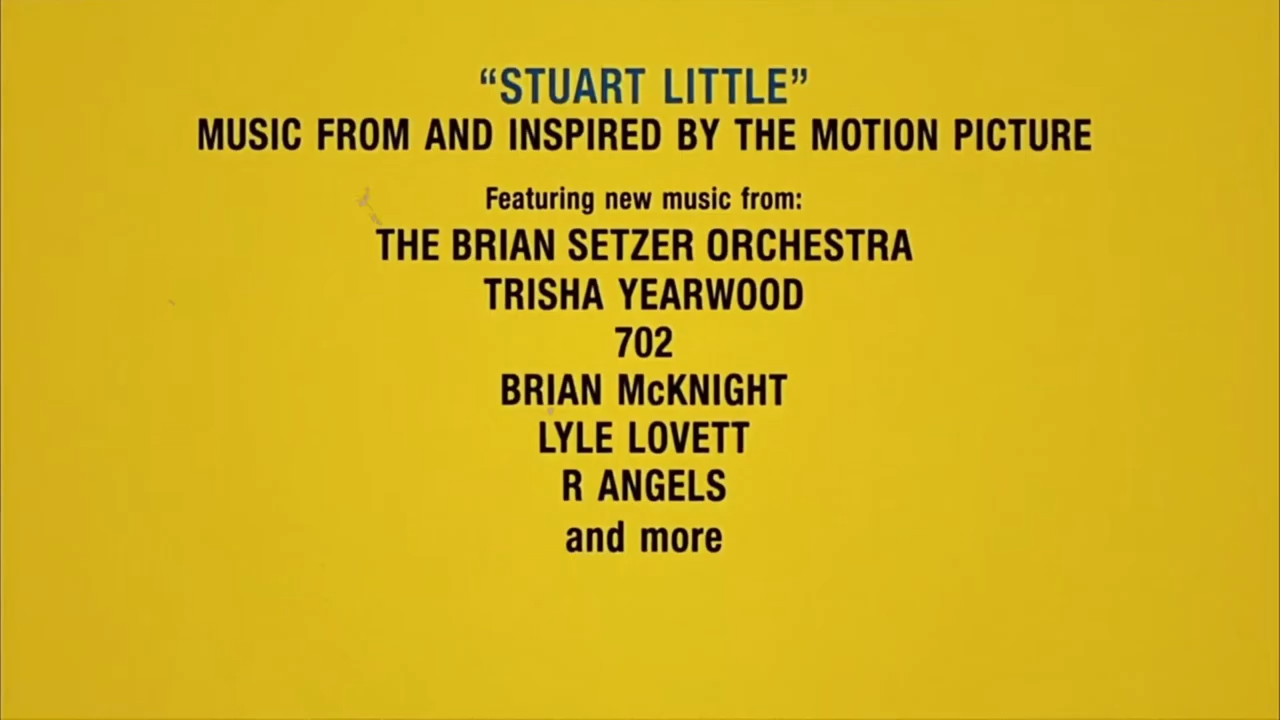 “STUART LITTLE”
MUSIC FROM AND INSPIRED BY THE MOTION PICTURE
Featuring new music from:
THE BRIAN SETZER ORCHESTRA
TRISHA YEARWOOD
702
BRIAN McKNIGHT
LYLE LOVETT
R ANGELS
and more